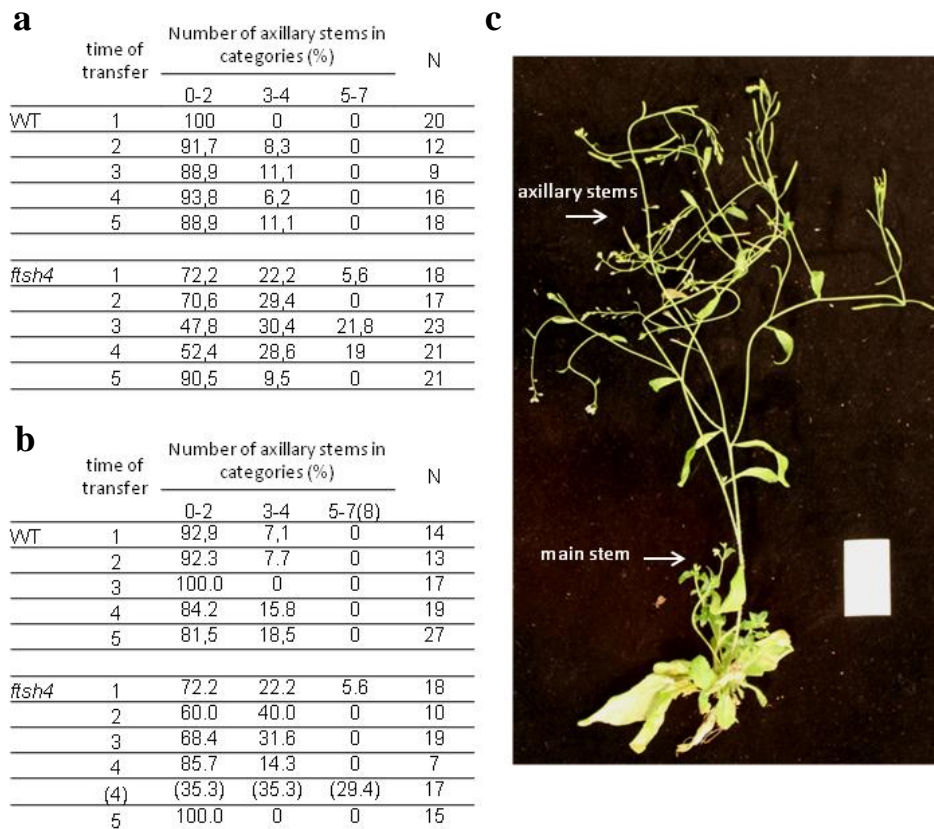 a
time of transfer Number of axillary stems in categories (%) N
0-2 3-4 5-7
WT 1 100 0 0 20
2 91,7 8,3 0 12
3 88,9 11,1 0 9
4 93,8 6,2 0 16
5 88,9 11,1 0 18
ftsh4 1 72,2 22,2 5,6 18
2 70,6 29,4 0 17
3 47,8 30,4 21,8 23
4 52,4 28,6 19 21
5 90,5 9,5 0 21
b
time of transfer Number of axillary stems in categories (%) N
0-2 3-4 5-7(8)
WT 1 92,9 7,1 0 14
2 92.3 7.7 0 13
3 100.0 0 0 17
4 84.2 15.8 0 19
5 81,5 18,5 0 27
ftsh4 1 72.2 22.2 5.6 18
2 60.0 40.0 0 10
3 68.4 31.6 0 19
4 85.7 14.3 0 7
(4) (35.3) (35.3) (29.4) 17
5 100.0 0 0 15
c
axillary stems
main stem